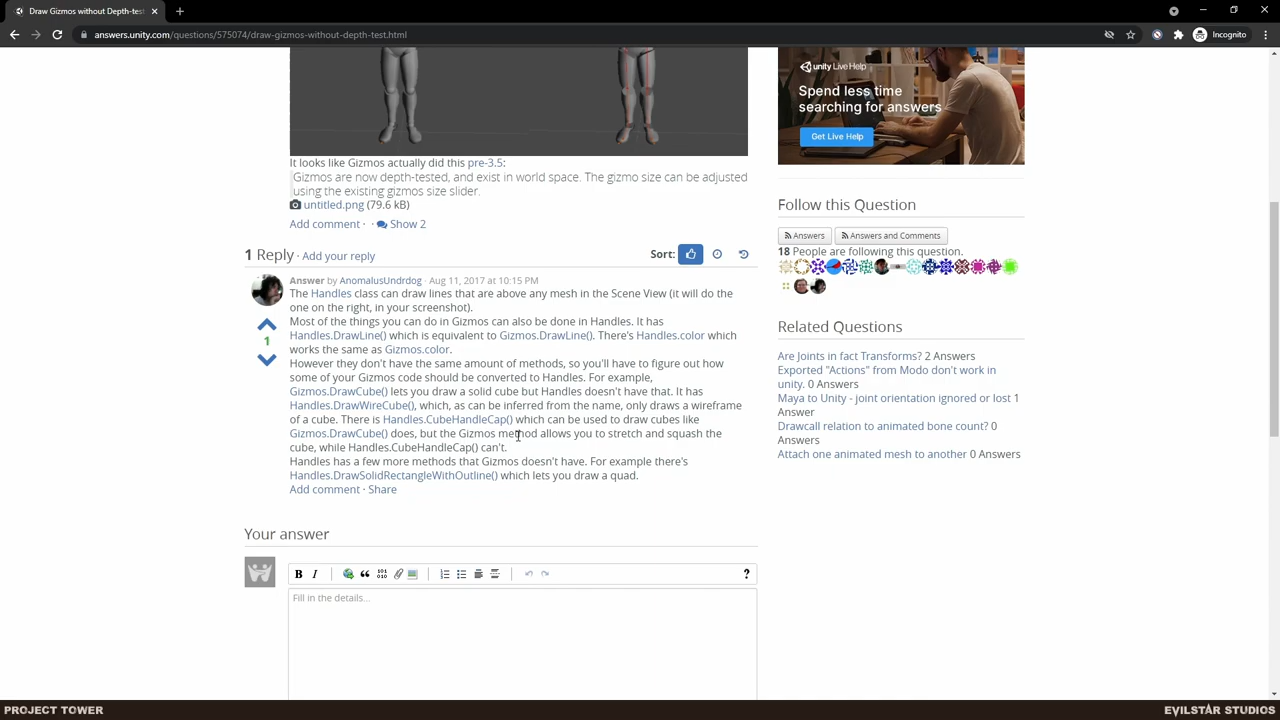 Draw Gizmos without Depth-Test
answers.unity.com/questions/575074/draw-gizmos-without-depth-test.html
Incognito
It looks like Gizmos actually did this pre-3.5:
Gizmos are now depth-tested, and exist in world space. The gizmo size can be adjusted
using the existing gizmos size slider.
untitled.png (79.6 kB)
Add comment · · Show 2
1 Reply · Add your reply
Sort:
Answer by AnomalusUndrdog · Aug 11, 2017 at 10:15 PM
The Handles class can draw lines that are above any mesh in the Scene View (it will do the
one on the right, in your screenshot).
Most of the things you can do in Gizmos can also be done in Handles. It has
Handles.DrawLine() which is equivalent to Gizmos.DrawLine(). There's Handles.color which
works the same as Gizmos.color.
1
However they don't have the same amount of methods, so you'll have to figure out how
some of your Gizmos code should be converted to Handles. For example,
Gizmos.DrawCube() lets you draw a solid cube but Handles doesn't have that. It has
Handles.DrawWireCube(), which, as can be inferred from the name, only draws a wireframe
of a cube. There is Handles.CubeHandleCap() which can be used to draw cubes like
Gizmos.DrawCube() does, but the Gizmos method allows you to stretch and squash the
cube, while Handles.CubeHandleCap() can't.
Handles has a few more methods that Gizmos doesn't have. For example there's
Handles.DrawSolidRectangleWithOutline() which lets you draw a quad.
Add comment · Share
Your answer
B I ?
Fill in the details...
unity Live Help
Spend less time
searching for answers
Get Live Help
Follow this Question
Answers
Answers and Comments
18 People are following this question.
Related Questions
Are Joints in fact Transforms? 2 Answers
Exported "Actions" from Modo don't work in
unity. 0 Answers
Maya to Unity - joint orientation ignored or lost 1
Answer
Drawcall relation to animated bone count? 0
Answers
Attach one animated mesh to another 0 Answers
PROJECT TOWER
EVILSTAR STUDIOS